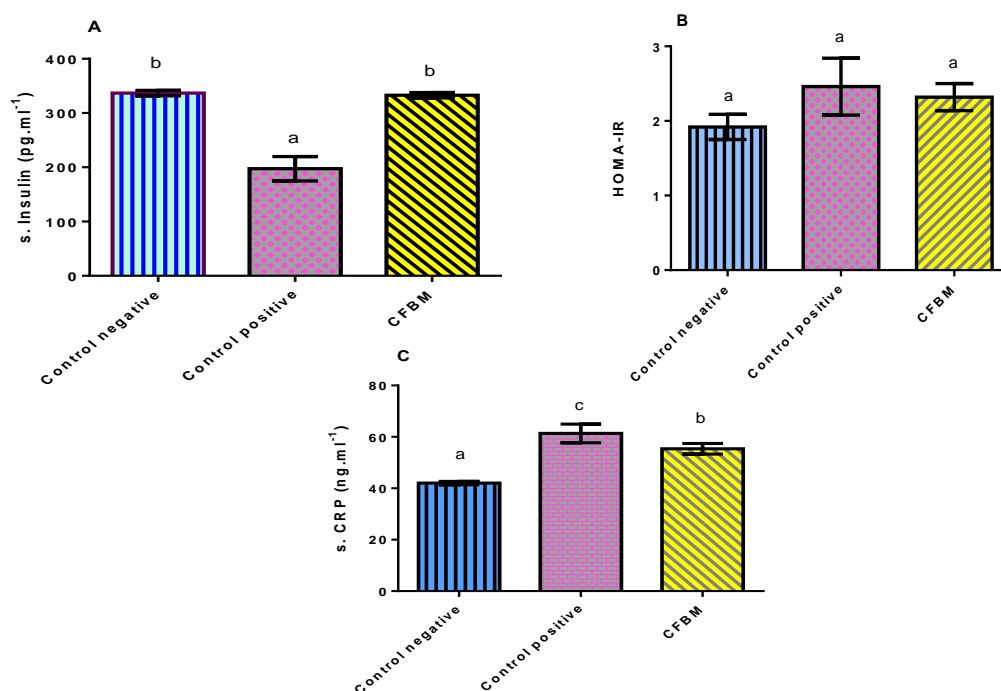 A
s. Insulin (pg.ml⁻¹)
400
300
200
100
0
b
a
b
Control negative
Control positive
CFBM
B
HOMA-IR
3
2
1
0
a
a
a
Control negative
Control positive
CFBM
C
s. CRP (ng.ml⁻¹)
80
60
40
20
0
a
c
b
Control negative
Control positive
CFBM